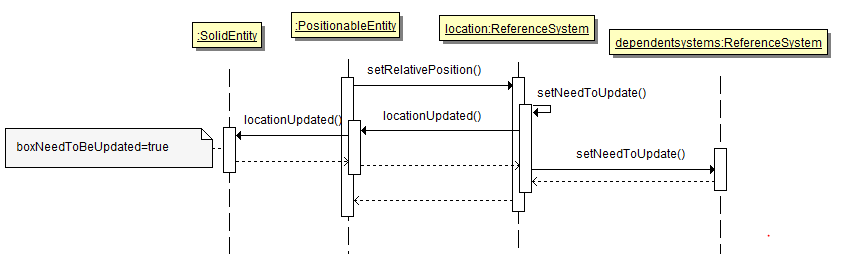 :SolidEntity
:PositionableEntity
location:ReferenceSystem
dependentsystems:ReferenceSystem
setRelativePosition()
setNeedToUpdate()
locationUpdated()
locationUpdated()
boxNeedToBeUpdated=true
setNeedToUpdate()